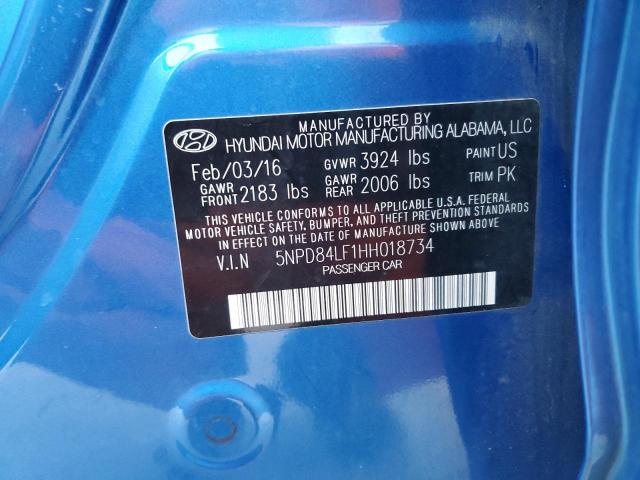 MANUFACTURED BY
HYUNDAI MOTOR MANUFACTURING ALABAMA, LLC
Feb/03/16 GVWR 3924 lbs PAINT US
GAWR FRONT 2183 lbs GAWR REAR 2006 lbs TRIM PK
THIS VEHICLE CONFORMS TO ALL APPLICABLE U.S.A. FEDERAL
MOTOR VEHICLE SAFETY, BUMPER, AND THEFT PREVENTION STANDARDS
IN EFFECT ON THE DATE OF MANUFACTURE SHOWN ABOVE.
V.I.N 5NPD84LF1HH018734
PASSENGER CAR